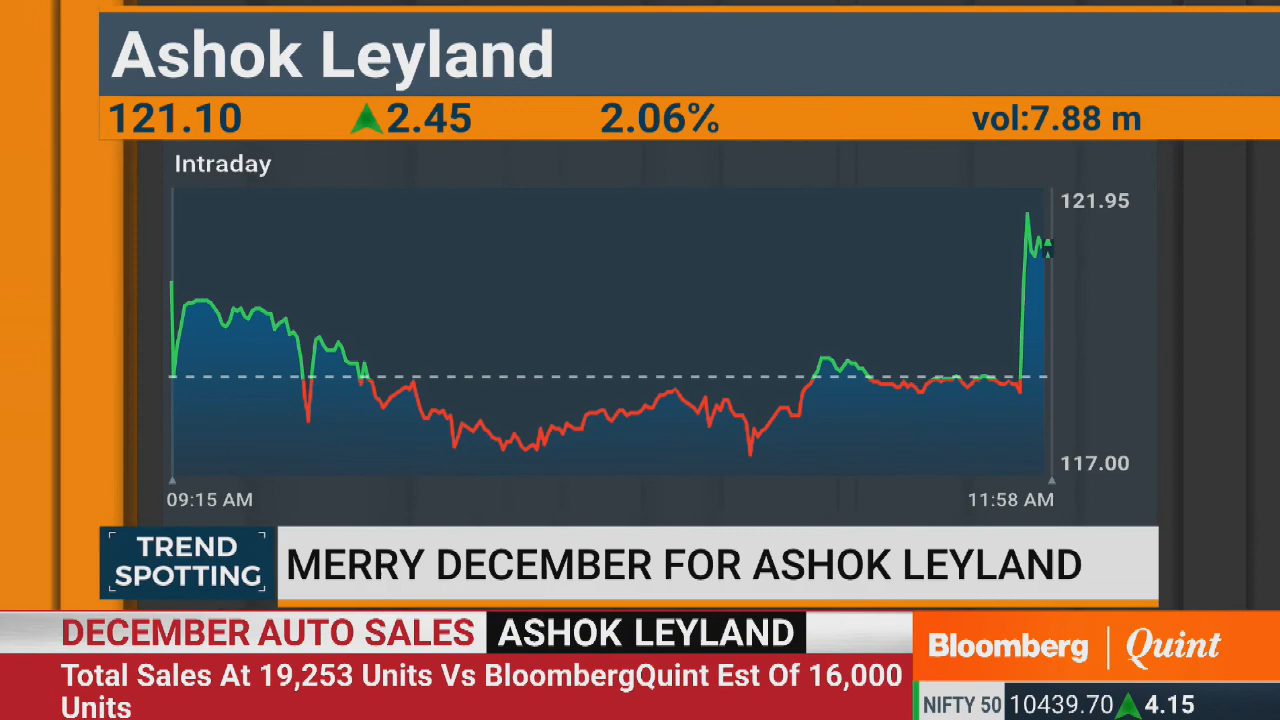 Ashok Leyland
121.10 ▲2.45 2.06% vol:7.88 m
Intraday
121.95
117.00
09:15 AM 11:58 AM
TREND
SPOTTING
MERRY DECEMBER FOR ASHOK LEYLAND
DECEMBER AUTO SALES ASHOK LEYLAND
Total Sales At 19,253 Units Vs BloombergQuint Est Of 16,000
Units
Bloomberg | Quint
NIFTY 50 10439.70 ▲ 4.15